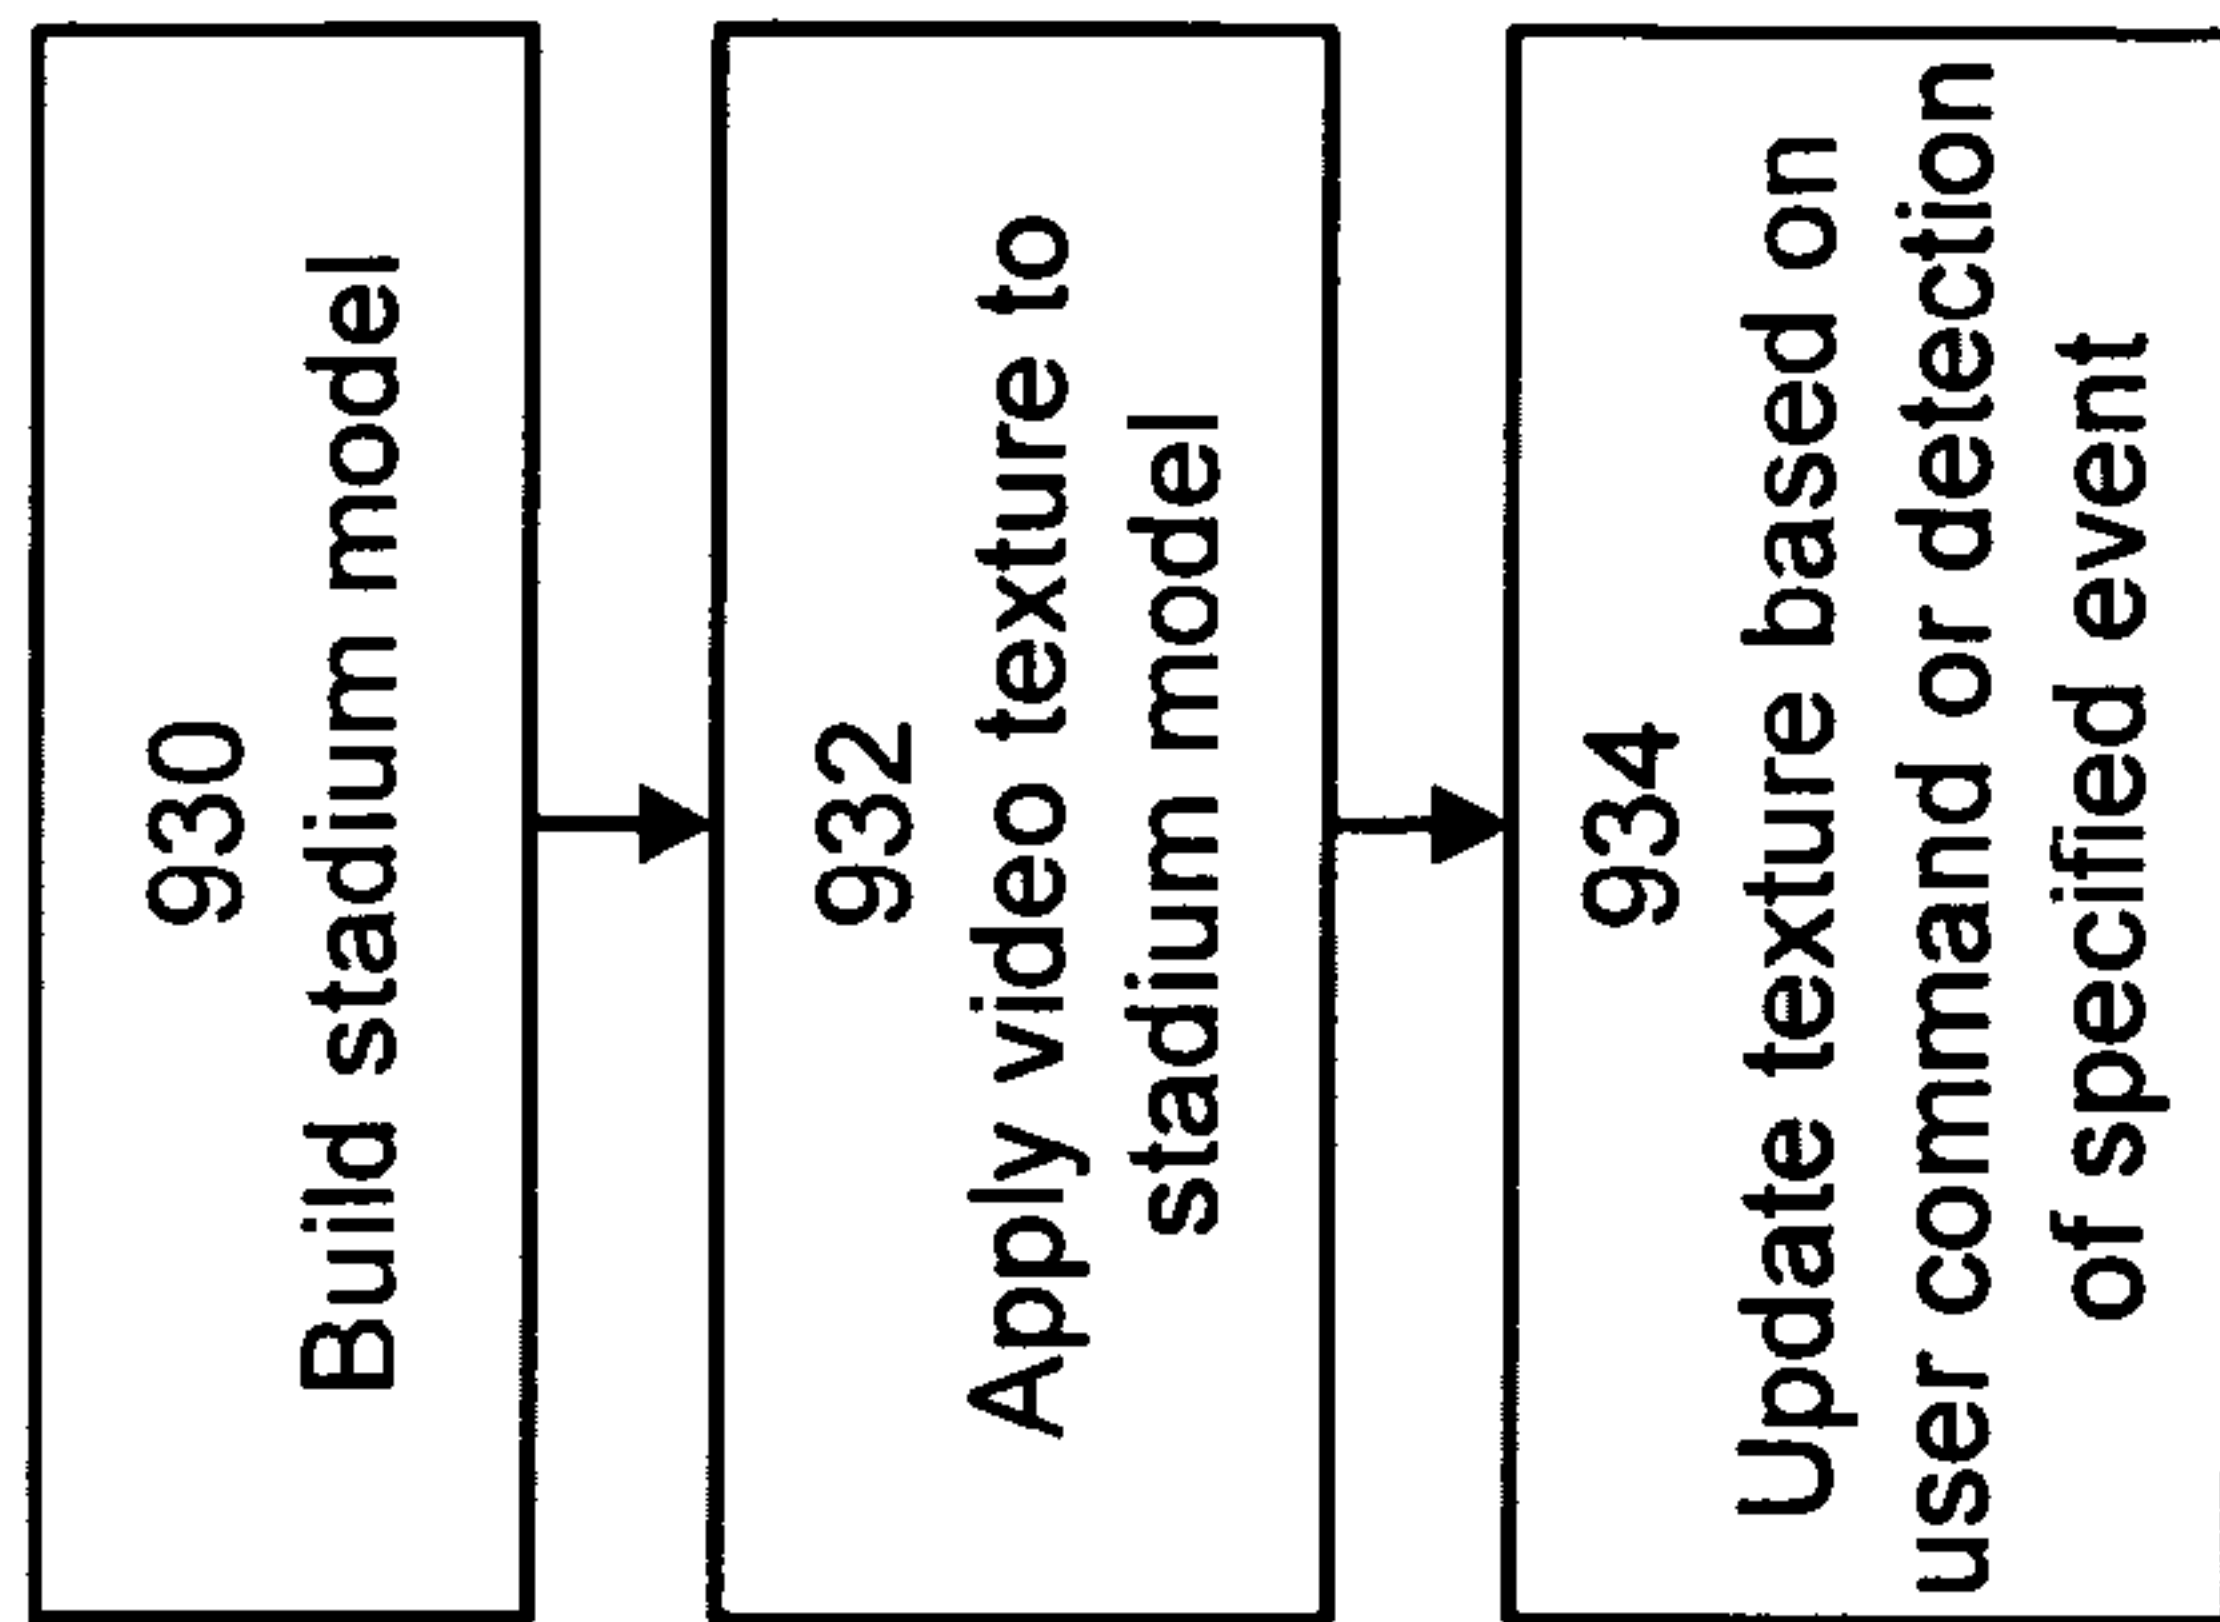 930
Build stadium model
932
Apply video texture to
stadium model
934
Update texture based on
user command or detection
of specified event